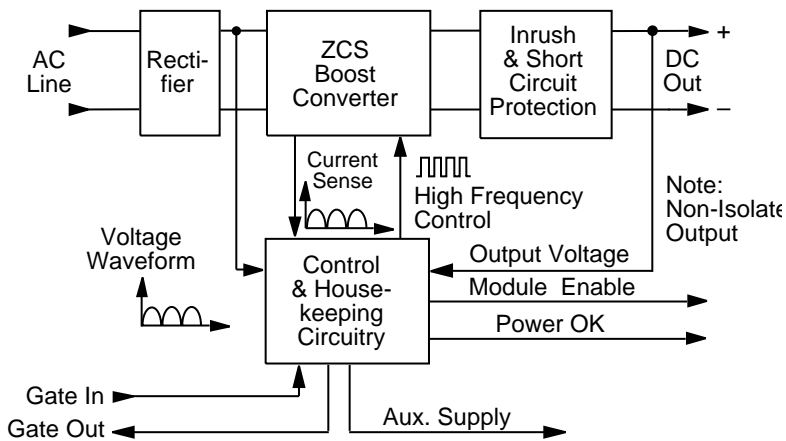 AC
Line
Recti-
fier
ZCS
Boost
Converter
Inrush
& Short
Circuit
Protection
+
DC
Out
–
Current
Sense
High Frequency
Control
Note:
Non-Isolate
Output
Voltage
Waveform
Control
& House-
keeping
Circuitry
Output Voltage
Module Enable
Power OK
Gate In
Gate Out
Aux. Supply